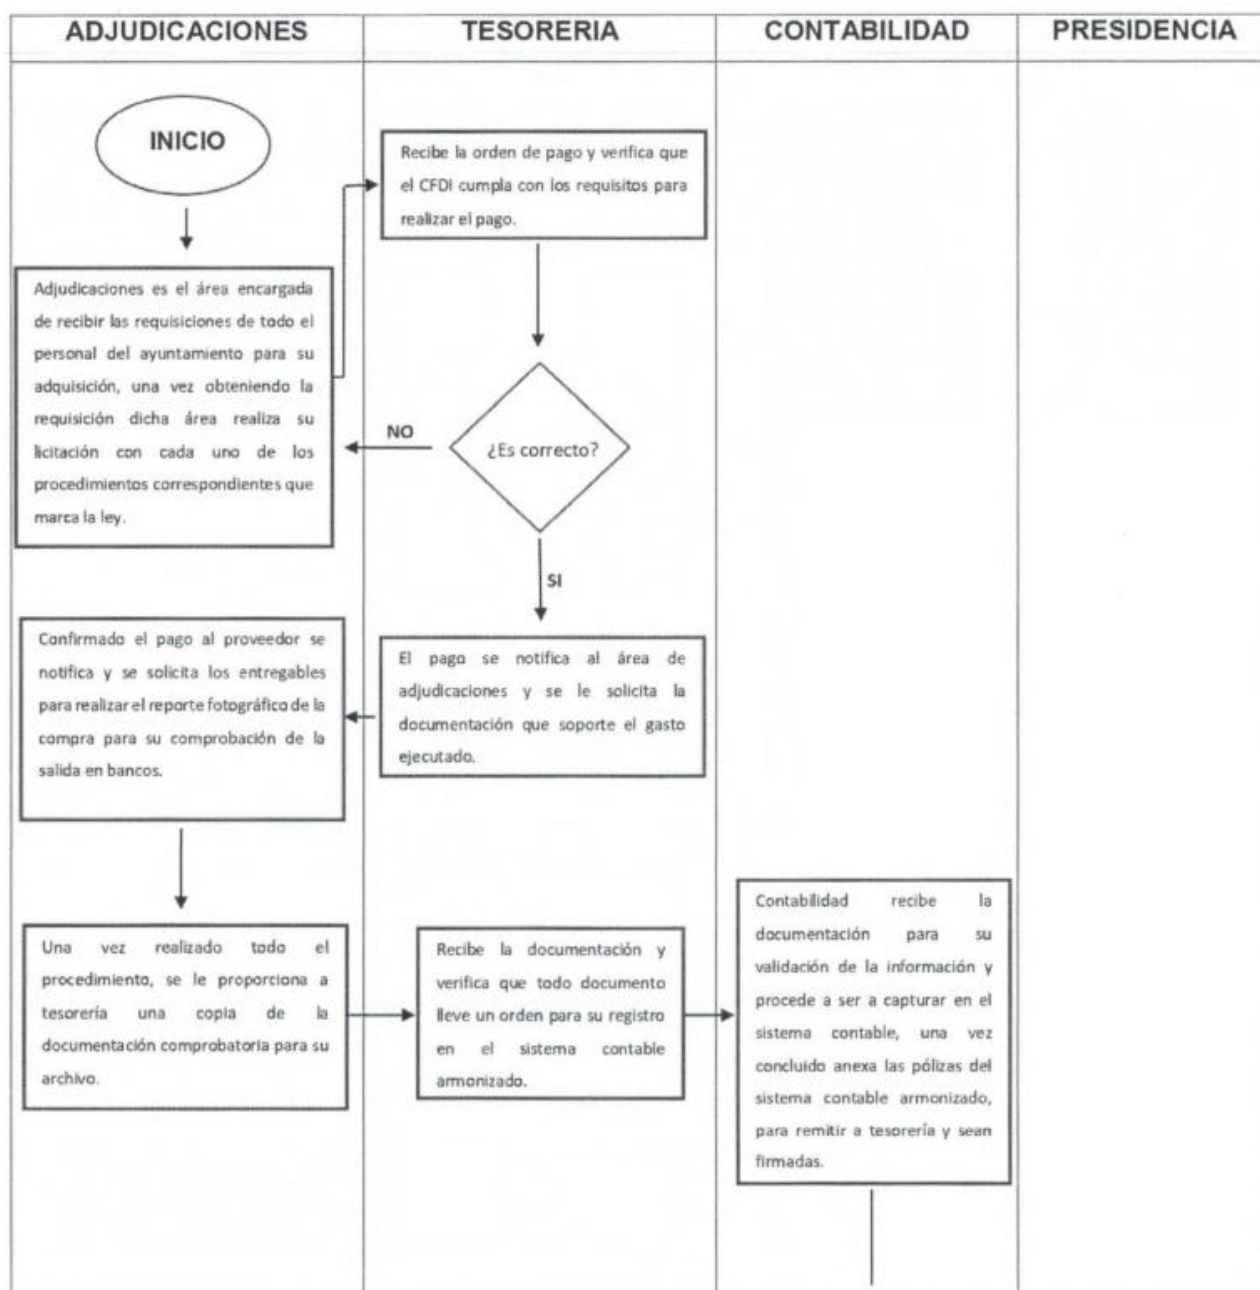 ADJUDICACIONES
TESORERIA
CONTABILIDAD
PRESIDENCIA
INICIO
Adjudicaciones es el área encargada
de recibir las requisiciones de todo el
personal del ayuntamiento para su
adquisición, una vez obteniendo la
requisición dicha área realiza su
licitación con cada uno de los
procedimientos correspondientes que
marca la ley.
Recibe la orden de pago y verifica que
el CFDI cumpla con los requisitos para
realizar el pago.
¿Es correcto?
NO
SI
El pago se notifica al área de
adjudicaciones y se le solicita la
documentación que soporte el gasto
ejecutado.
Confirmado el pago al proveedor se
notifica y se solicita los entregables
para realizar el reporte fotográfico de la
compra para su comprobación de la
salida en bancos.
Una vez realizado todo el
procedimiento, se le proporciona a
tesorería una copia de la
documentación comprobatoria para su
archivo.
Recibe la documentación y
verifica que todo documento
lleve un orden para su registro
en el sistema contable
armonizado.
Contabilidad recibe la
documentación para su
validación de la información y
procede a ser a capturar en el
sistema contable, una vez
concluido anexa las pólizas del
sistema contable armonizado,
para remitir a tesorería y sean
firmadas.